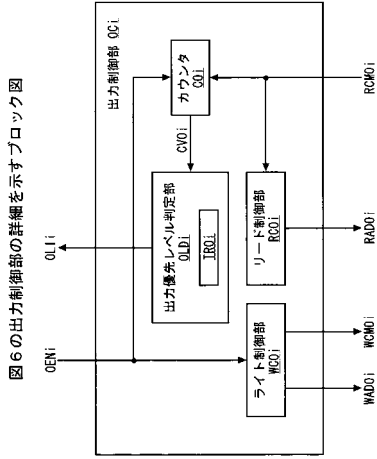 図6の出力制御部の詳細を示すブロック図
OENi
OLIi
出力制御部 OCi
出力優先レベル判定部
OLDi
IROi
CVOi
カウンタ
COi
ライト制御部
WCOi
リード制御部
RCOi
WADOi
WCMOi
RADOi
RCMOi